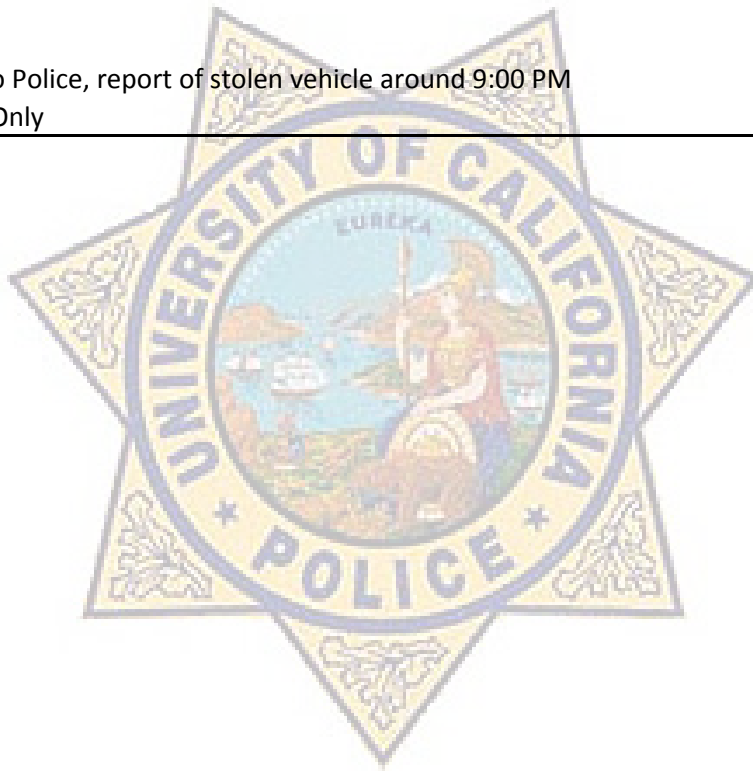 o Police, report of stolen vehicle around 9:00 PM
Only
UNIVERSITY OF CALIFORNIA
EUREKA
POLICE